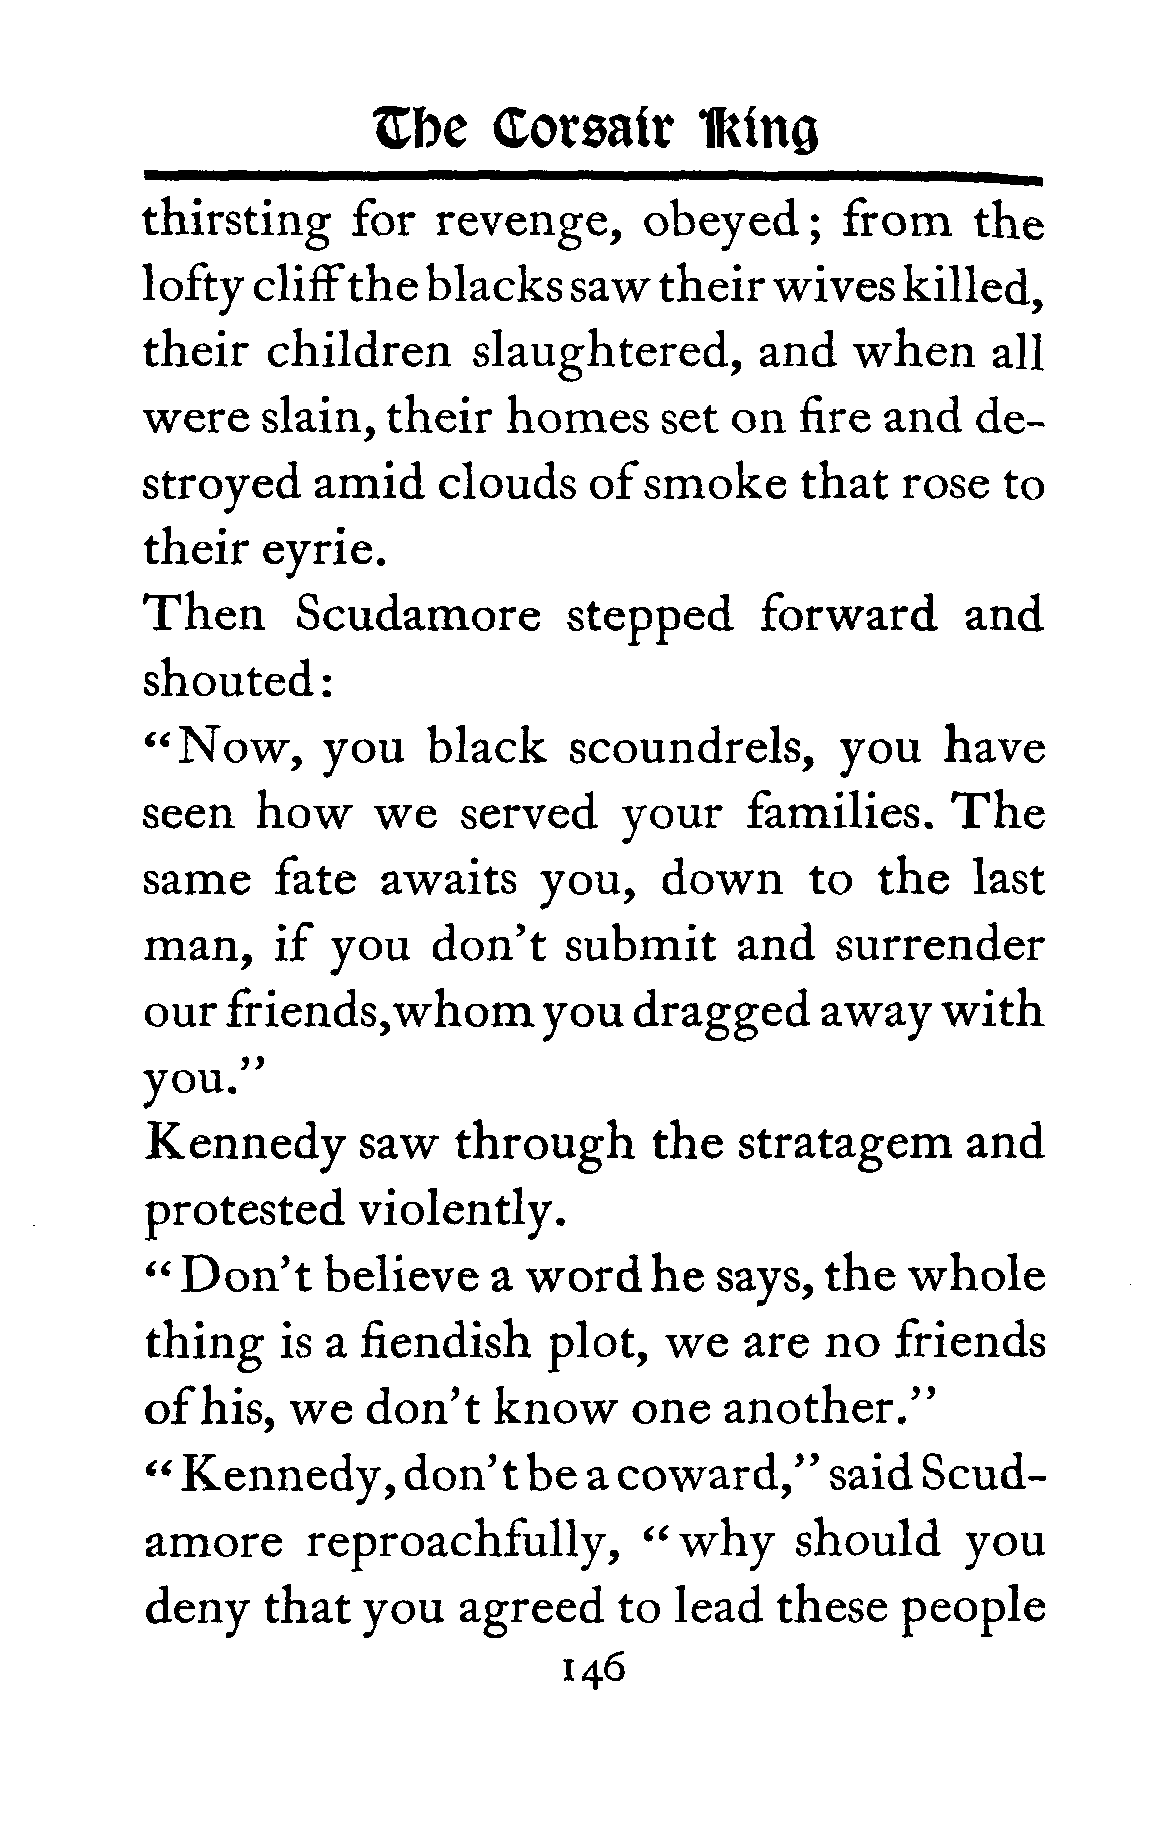 The Corsair King
thirsting for revenge, obeyed; from the
lofty cliff the blacks saw their wives killed,
their children slaughtered, and when all
were slain, their homes set on fire and de-
stroyed amid clouds of smoke that rose to
their eyrie.
Then Scudamore stepped forward and
shouted:
“Now, you black scoundrels, you have
seen how we served your families. The
same fate awaits you, down to the last
man, if you don’t submit and surrender
our friends, whom you dragged away with
you.”
Kennedy saw through the stratagem and
protested violently.
“Don’t believe a word he says, the whole
thing is a fiendish plot, we are no friends
of his, we don’t know one another.”
“Kennedy, don’t be a coward,” said Scud-
amore reproachfully, “why should you
deny that you agreed to lead these people
146